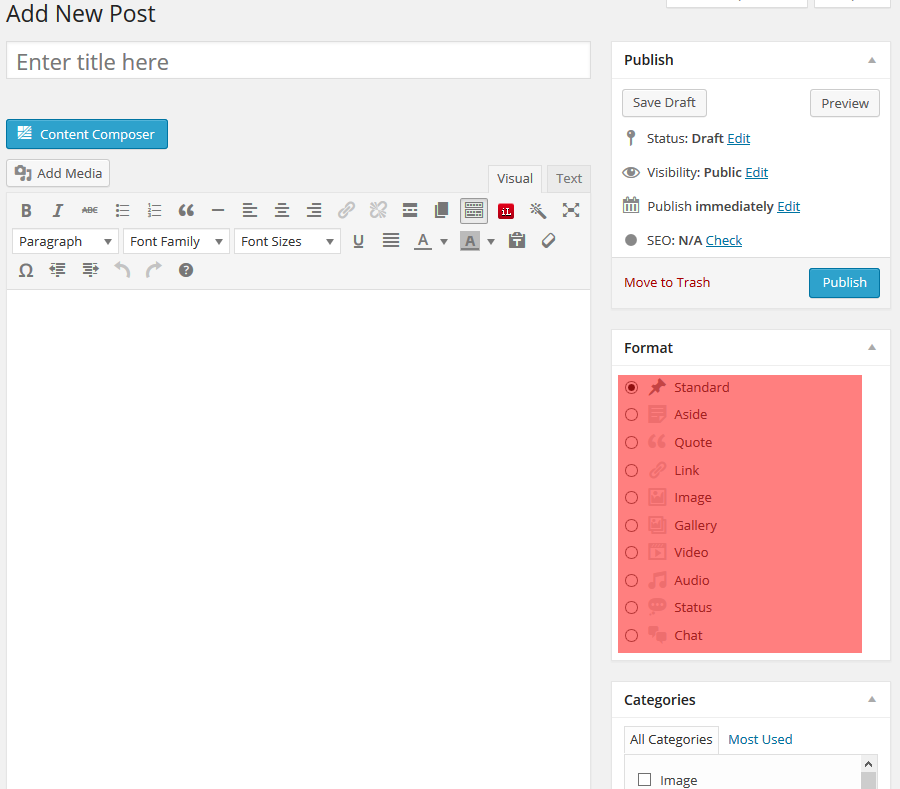 Add New Post
Enter title here
Content Composer
Add Media
Visual
Text
B I ABC
iL
Paragraph
Font Family
Font Sizes
U
A
A
Ω
?
Publish
Save Draft
Preview
Status: Draft Edit
Visibility: Public Edit
Publish immediately Edit
SEO: N/A Check
Move to Trash
Publish
Format
Standard
Aside
Quote
Link
Image
Gallery
Video
Audio
Status
Chat
Categories
All Categories
Most Used
Image